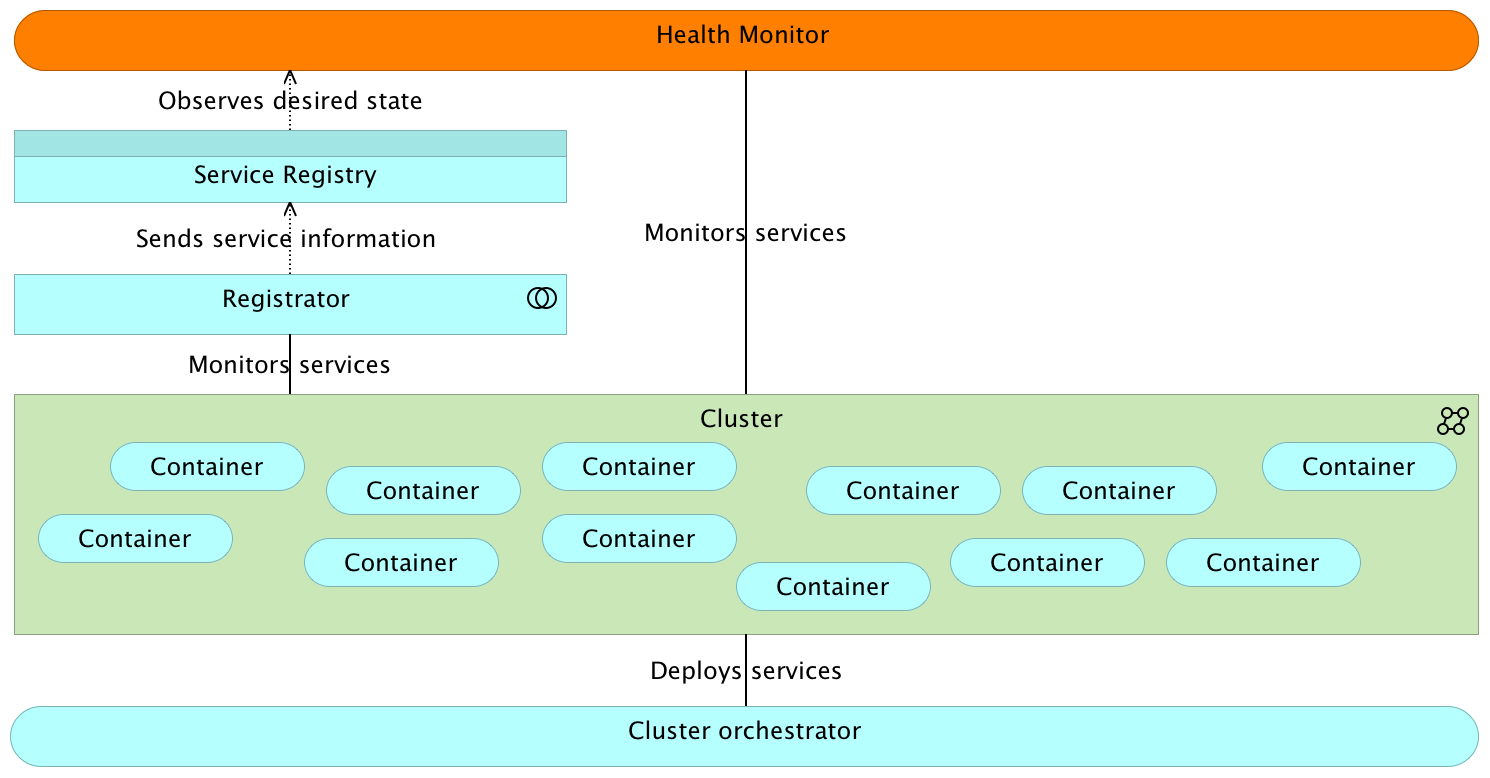 Health Monitor
Observes desired state
Service Registry
Sends service information
Monitors services
Registrator
Monitors services
Cluster
Container
Container
Container
Container
Container
Container
Container
Container
Container
Container
Container
Container
Deploys services
Cluster orchestrator